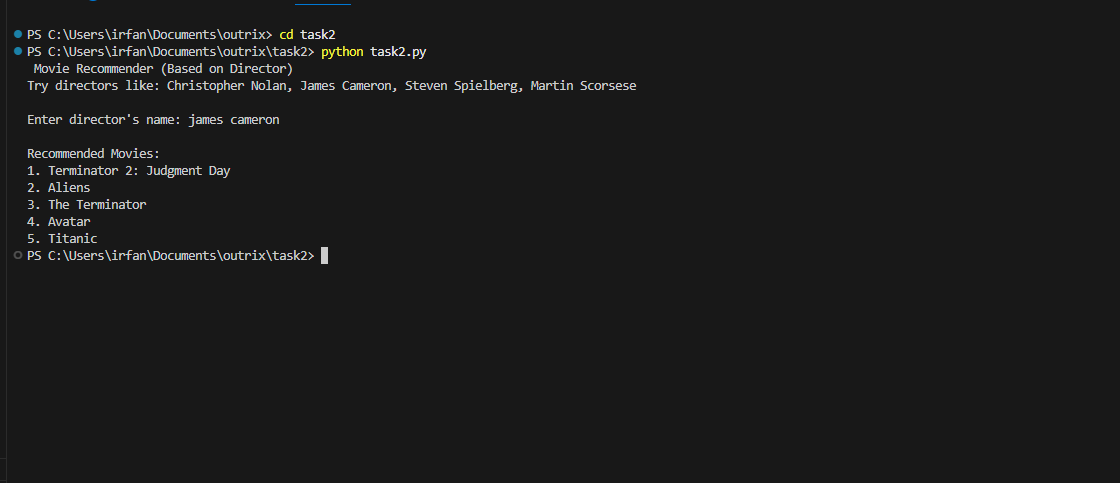 PS C:\Users\irfan\Documents\outrix> cd task2
PS C:\Users\irfan\Documents\outrix\task2> python task2.py
Movie Recommender (Based on Director)
Try directors like: Christopher Nolan, James Cameron, Steven Spielberg, Martin Scorsese
Enter director's name: james cameron
Recommended Movies:
1. Terminator 2: Judgment Day
2. Aliens
3. The Terminator
4. Avatar
5. Titanic
PS C:\Users\irfan\Documents\outrix\task2>